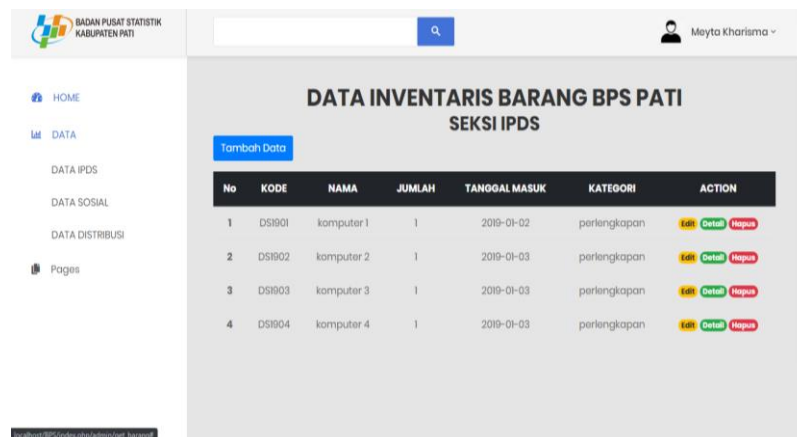 BADAN PUSAT STATISTIK
KABUPATEN PATI
Meyta Kharisma
HOME
DATA
DATA IPDS
DATA SOSIAL
DATA DISTRIBUSI
Pages
DATA INVENTARIS BARANG BPS PATI
SEKSI IPDS
Tambah Data
No KODE NAMA JUMLAH TANGGAL MASUK KATEGORI ACTION
1 DS1901 komputer 1 1 2019-01-02 perlengkapan Edit Detail Hapus
2 DS1902 komputer 2 1 2019-01-03 perlengkapan Edit Detail Hapus
3 DS1903 komputer 3 1 2019-01-03 perlengkapan Edit Detail Hapus
4 DS1904 komputer 4 1 2019-01-03 perlengkapan Edit Detail Hapus